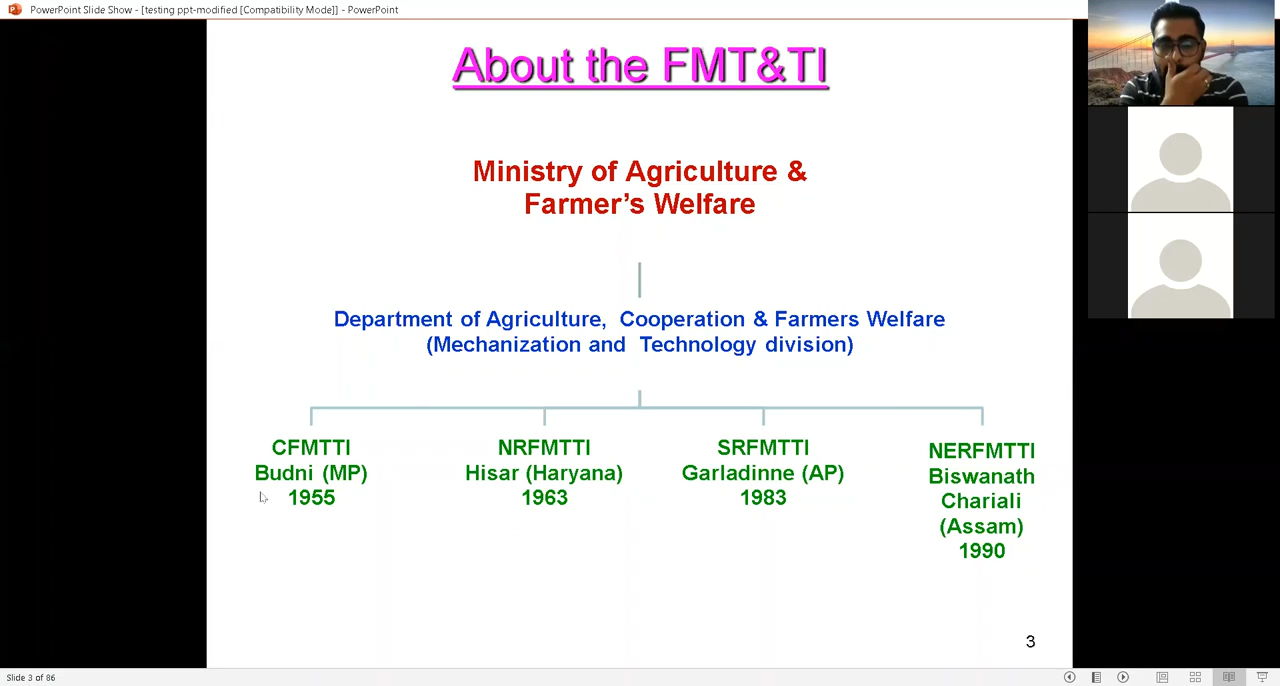 PowerPoint Slide Show - [testing ppt-modified [Compatibility Mode]] - PowerPoint
About the FMT&TI
Ministry of Agriculture &
Farmer’s Welfare
Department of Agriculture, Cooperation & Farmers Welfare
(Mechanization and Technology division)
CFMTTI
Budni (MP)
1955
NRFMTTI
Hisar (Haryana)
1963
SRFMTTI
Garladinne (AP)
1983
NERFMTTI
Biswanath
Chariali
(Assam)
1990
3
Slide 3 of 86